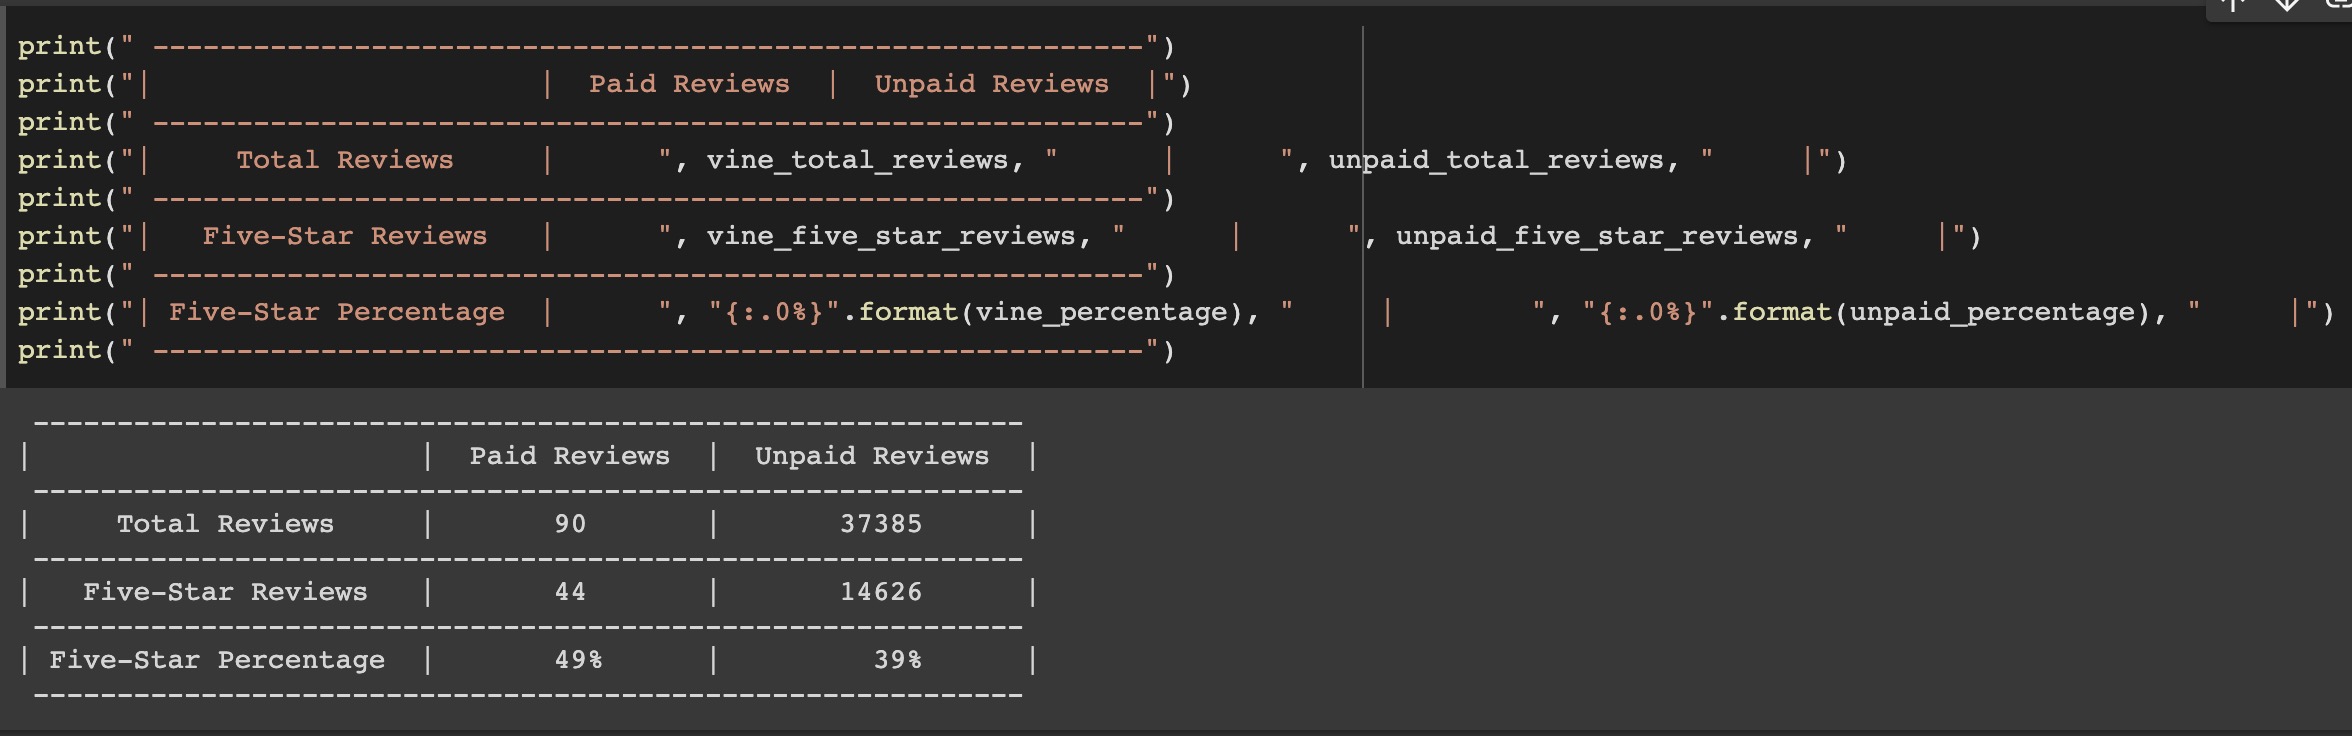 print(" -----------------------------------------------------------")
print("|                       |  Paid Reviews  |  Unpaid Reviews  |")
print(" -----------------------------------------------------------")
print("|     Total Reviews     |      ", vine_total_reviews, "      |      ", unpaid_total_reviews, "     |")
print(" -----------------------------------------------------------")
print("|   Five-Star Reviews   |      ", vine_five_star_reviews, "      |      ", unpaid_five_star_reviews, "     |")
print(" -----------------------------------------------------------")
print("| Five-Star Percentage  |      ", "{:.0%}".format(vine_percentage), "     |        ", "{:.0%}".format(unpaid_percentage), "     |")
print(" -----------------------------------------------------------")
 -----------------------------------------------------------
|                       |  Paid Reviews  |  Unpaid Reviews  |
 -----------------------------------------------------------
|     Total Reviews     |       90       |       37385      |
 -----------------------------------------------------------
|   Five-Star Reviews   |       44       |       14626      |
 -----------------------------------------------------------
| Five-Star Percentage  |       49%      |         39%      |
 -----------------------------------------------------------